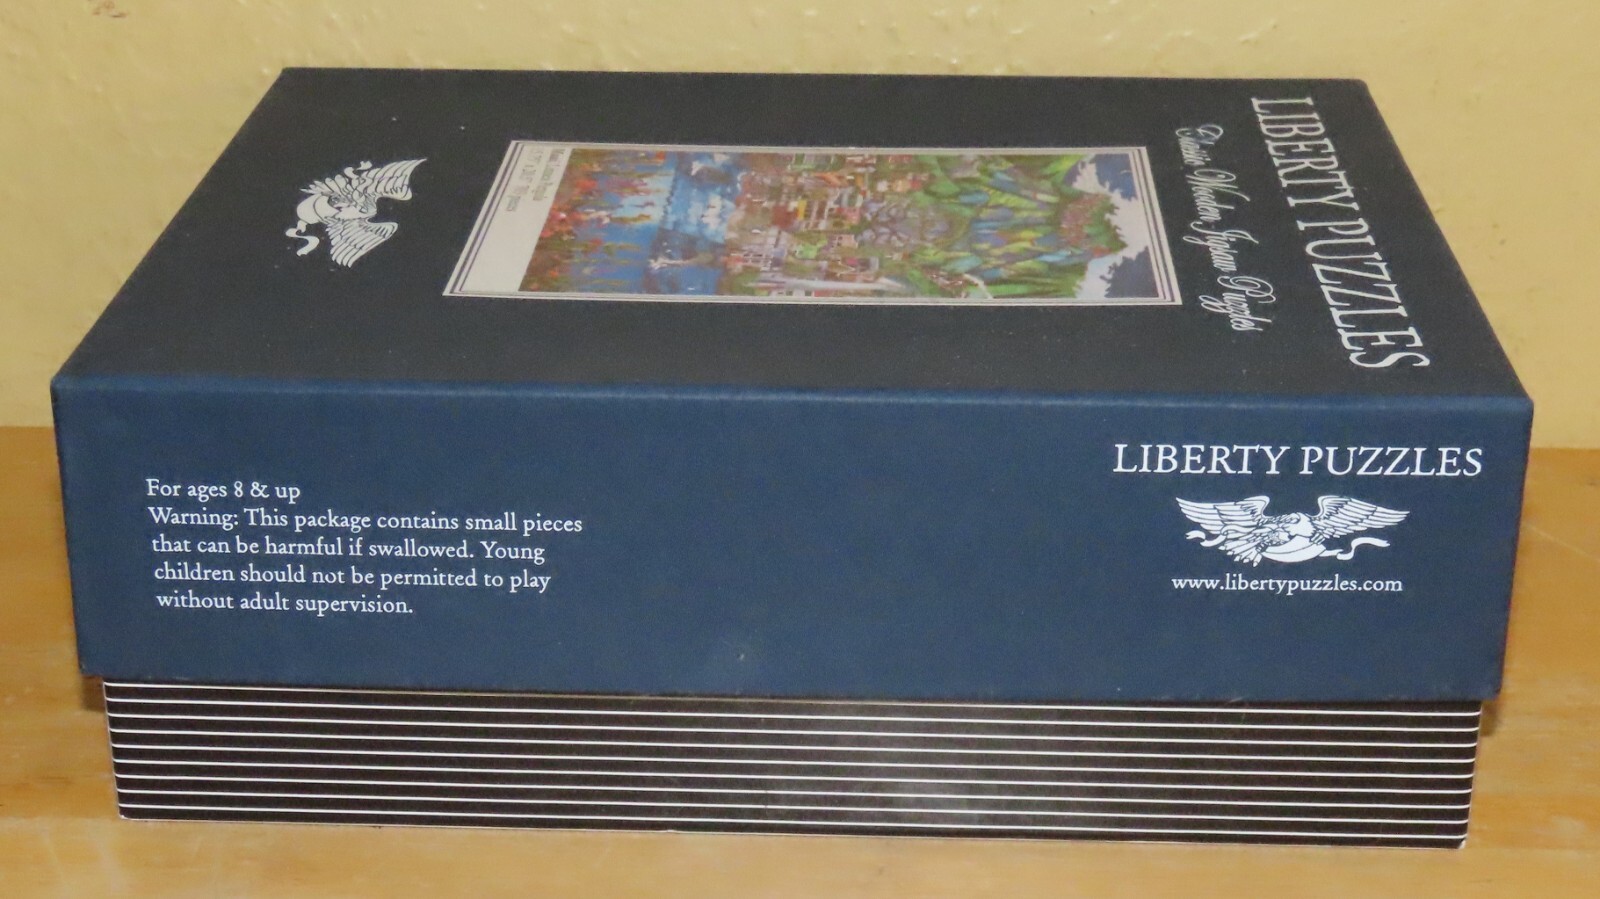 LIBERTY PUZZLES
Classic Wooden Jigsaw Puzzles
For ages 8 & up
Warning: This package contains small pieces
that can be harmful if swallowed. Young
children should not be permitted to play
without adult supervision.
LIBERTY PUZZLES
www.libertypuzzles.com